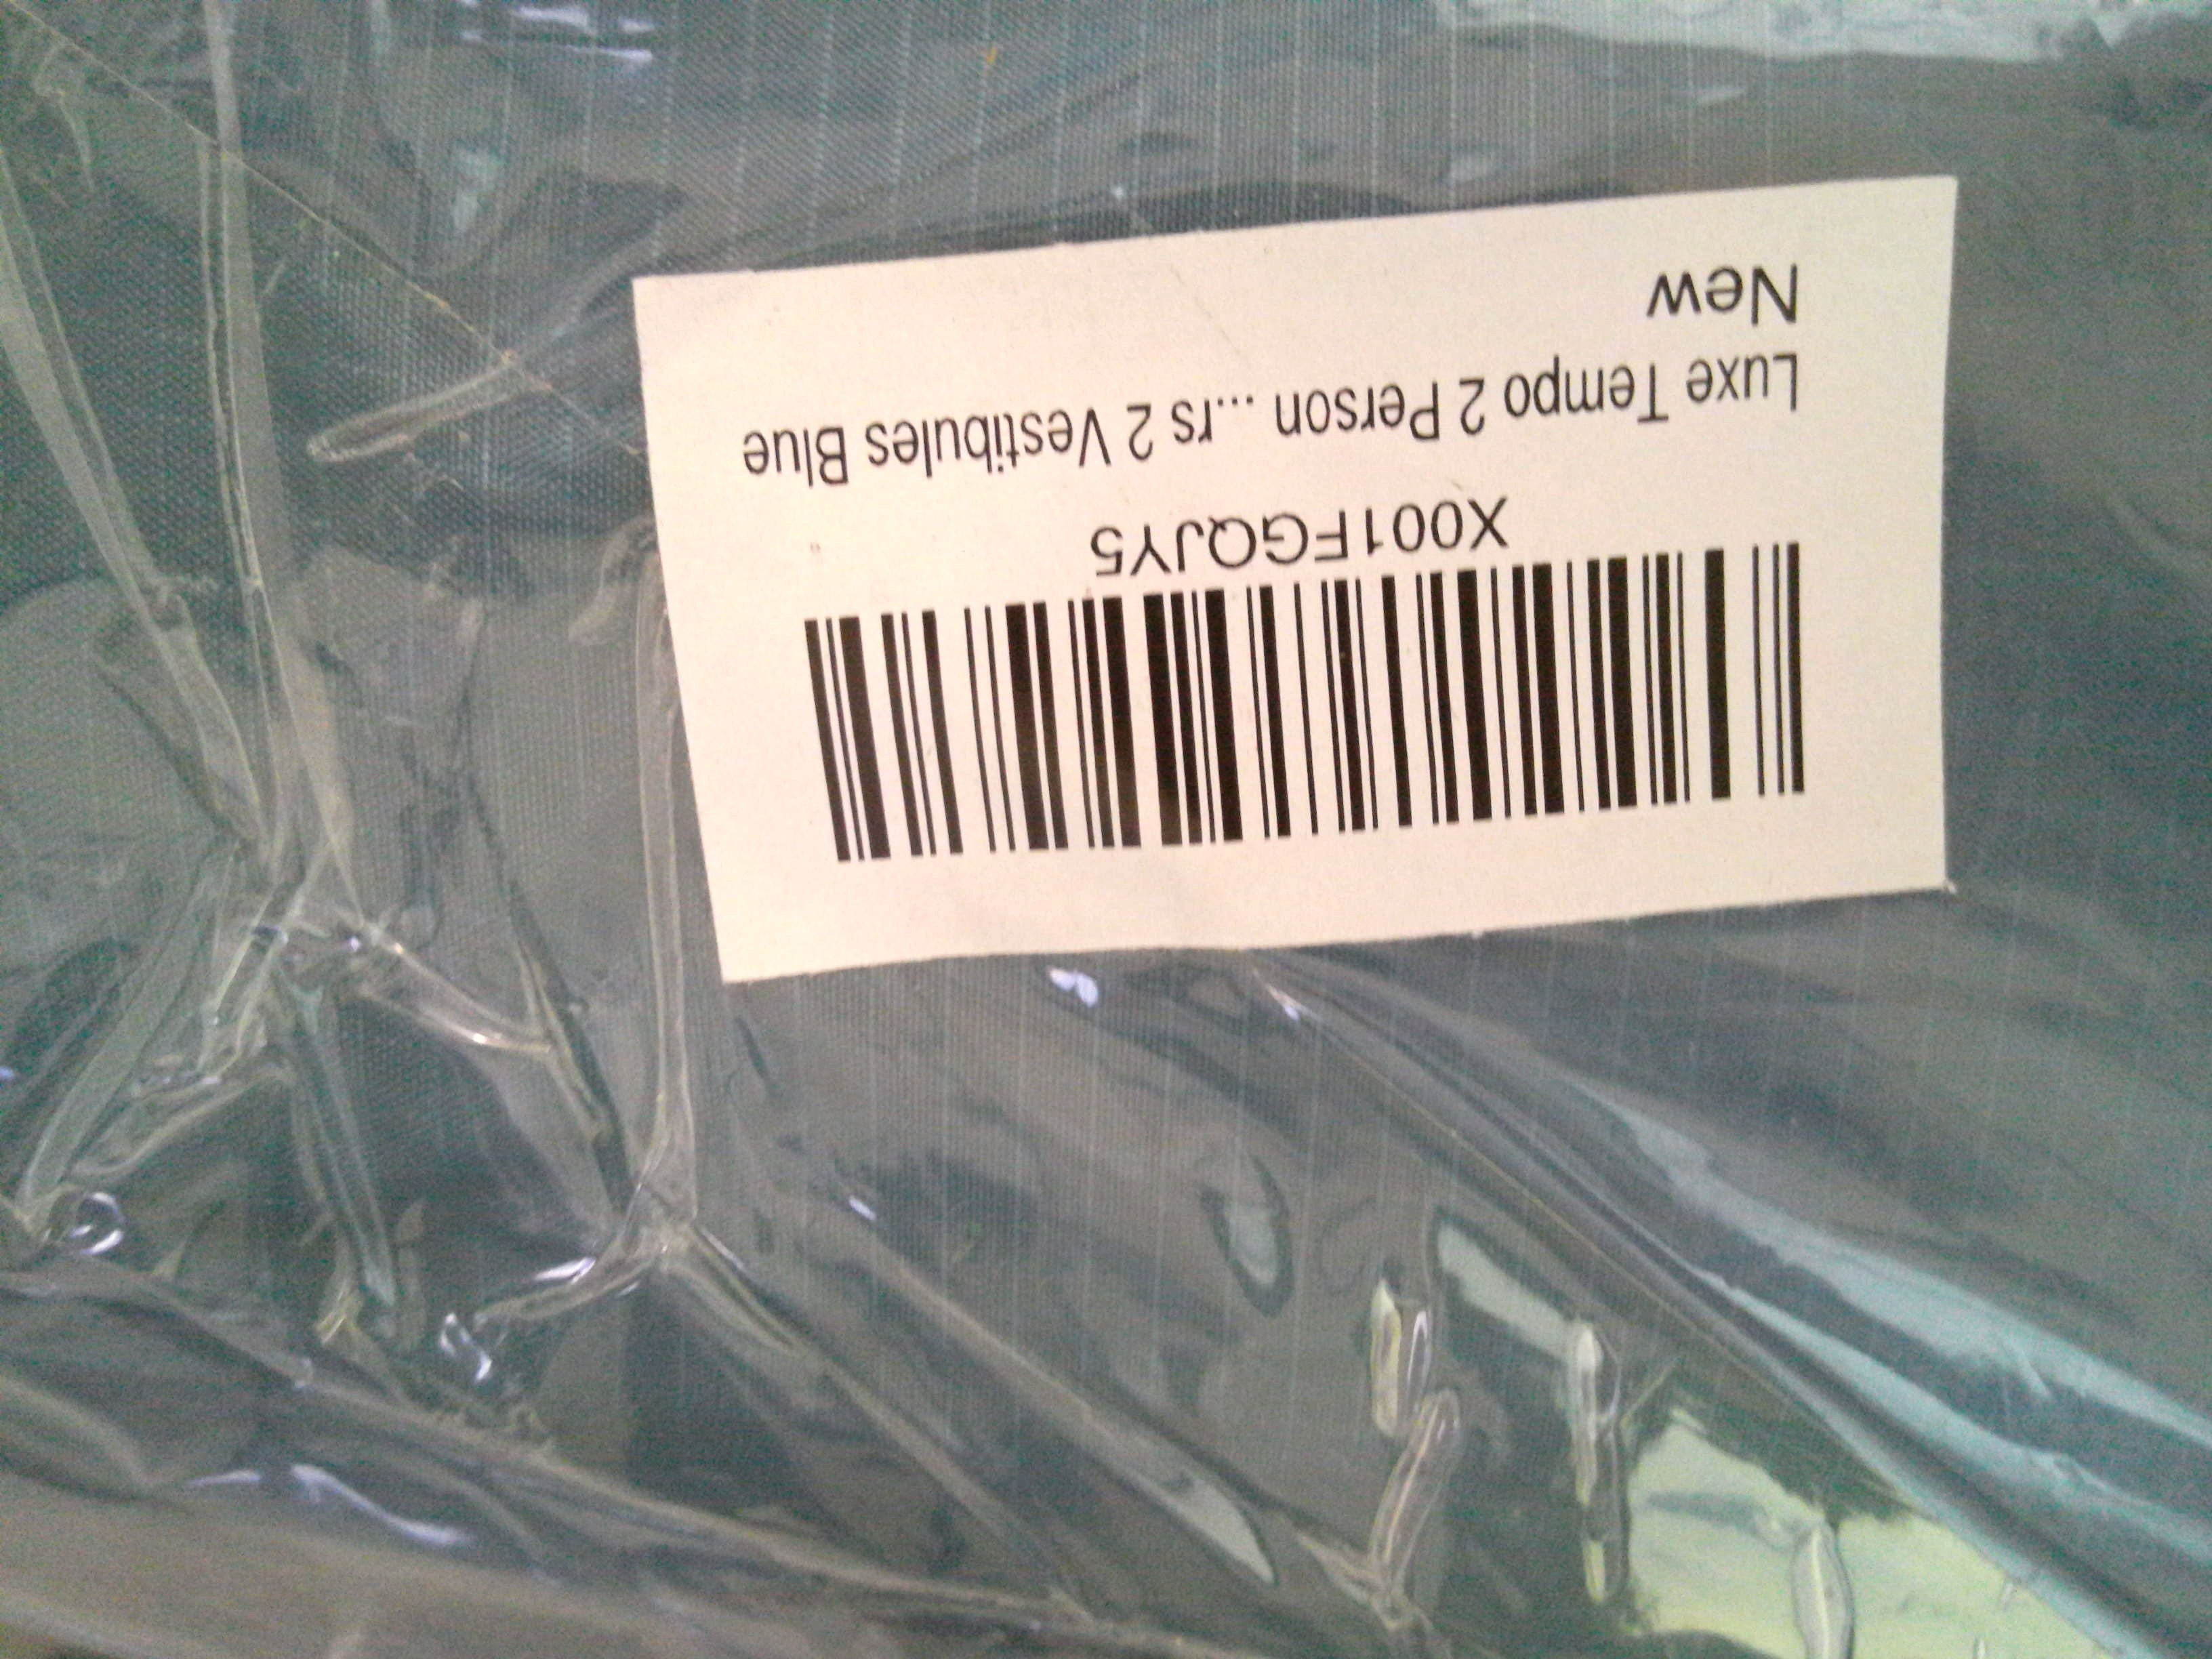 X001FGQJY5
Luxe Tempo 2 Person ...rs 2 Vestibules Blue
New